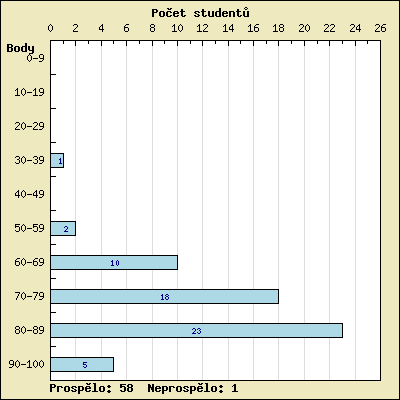 Počet studentů
0 2 4 6 8 10 12 14 16 18 20 22 24 26
Body
0-9
10-19
20-29
30-39 1
40-49
50-59 2
60-69 10
70-79 18
80-89 23
90-100 5
Prospělo: 58 Neprospělo: 1